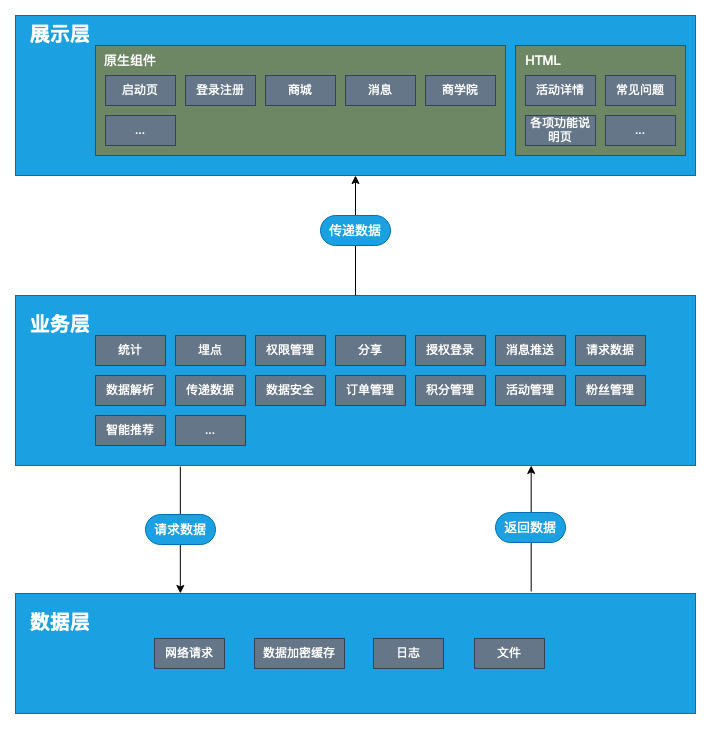 展示层
原生组件
启动页
登录注册
商城
消息
商学院
...
HTML
活动详情
常见问题
各项功能说
明页
...
传递数据
业务层
统计
埋点
权限管理
分享
授权登录
消息推送
请求数据
数据解析
传递数据
数据安全
订单管理
积分管理
活动管理
粉丝管理
智能推荐
...
请求数据
返回数据
数据层
网络请求
数据加密缓存
日志
文件